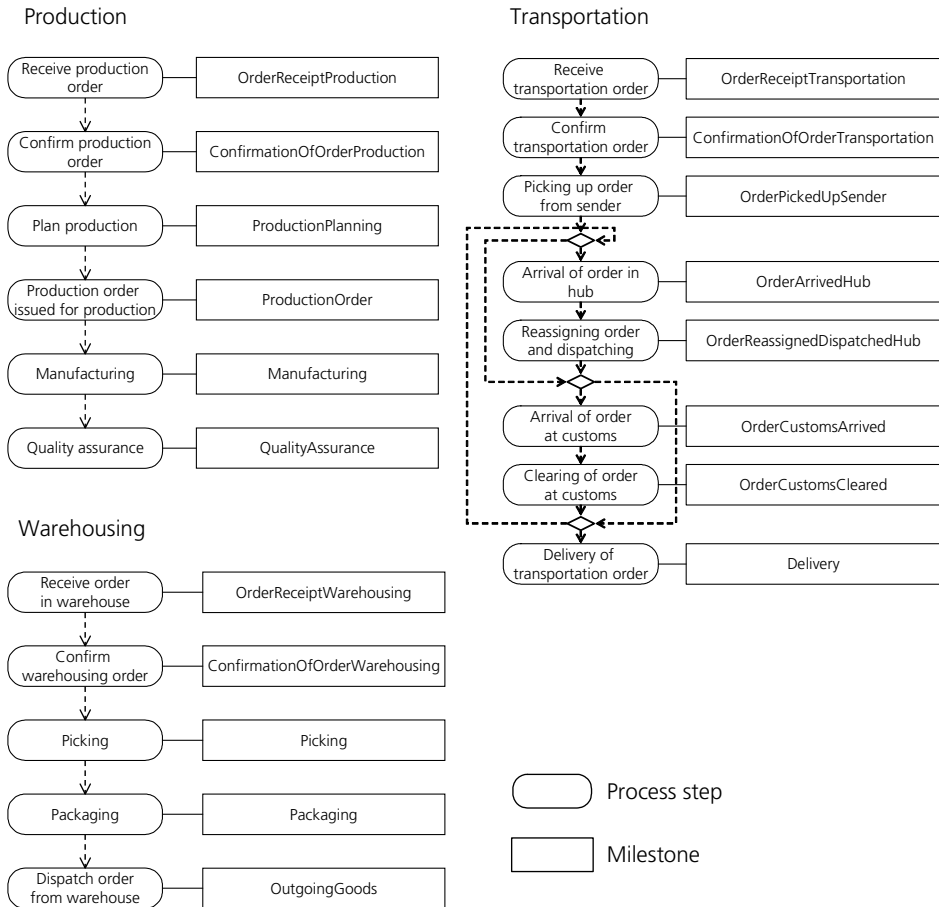 Production
Receive production
order
OrderReceiptProduction
Confirm production
order
ConfirmationOfOrderProduction
Plan production
ProductionPlanning
Production order
issued for production
ProductionOrder
Manufacturing
Manufacturing
Quality assurance
QualityAssurance
Warehousing
Receive order
in warehouse
OrderReceiptWarehousing
Confirm
warehousing order
ConfirmationOfOrderWarehousing
Picking
Picking
Packaging
Packaging
Dispatch order
from warehouse
OutgoingGoods
Transportation
Receive
transportation order
OrderReceiptTransportation
Confirm
transportation order
ConfirmationOfOrderTransportation
Picking up order
from sender
OrderPickedUpSender
Arrival of order in
hub
OrderArrivedHub
Reassigning order
and dispatching
OrderReassignedDispatchedHub
Arrival of order
at customs
OrderCustomsArrived
Clearing of order
at customs
OrderCustomsCleared
Delivery of
transportation order
Delivery
Process step
Milestone